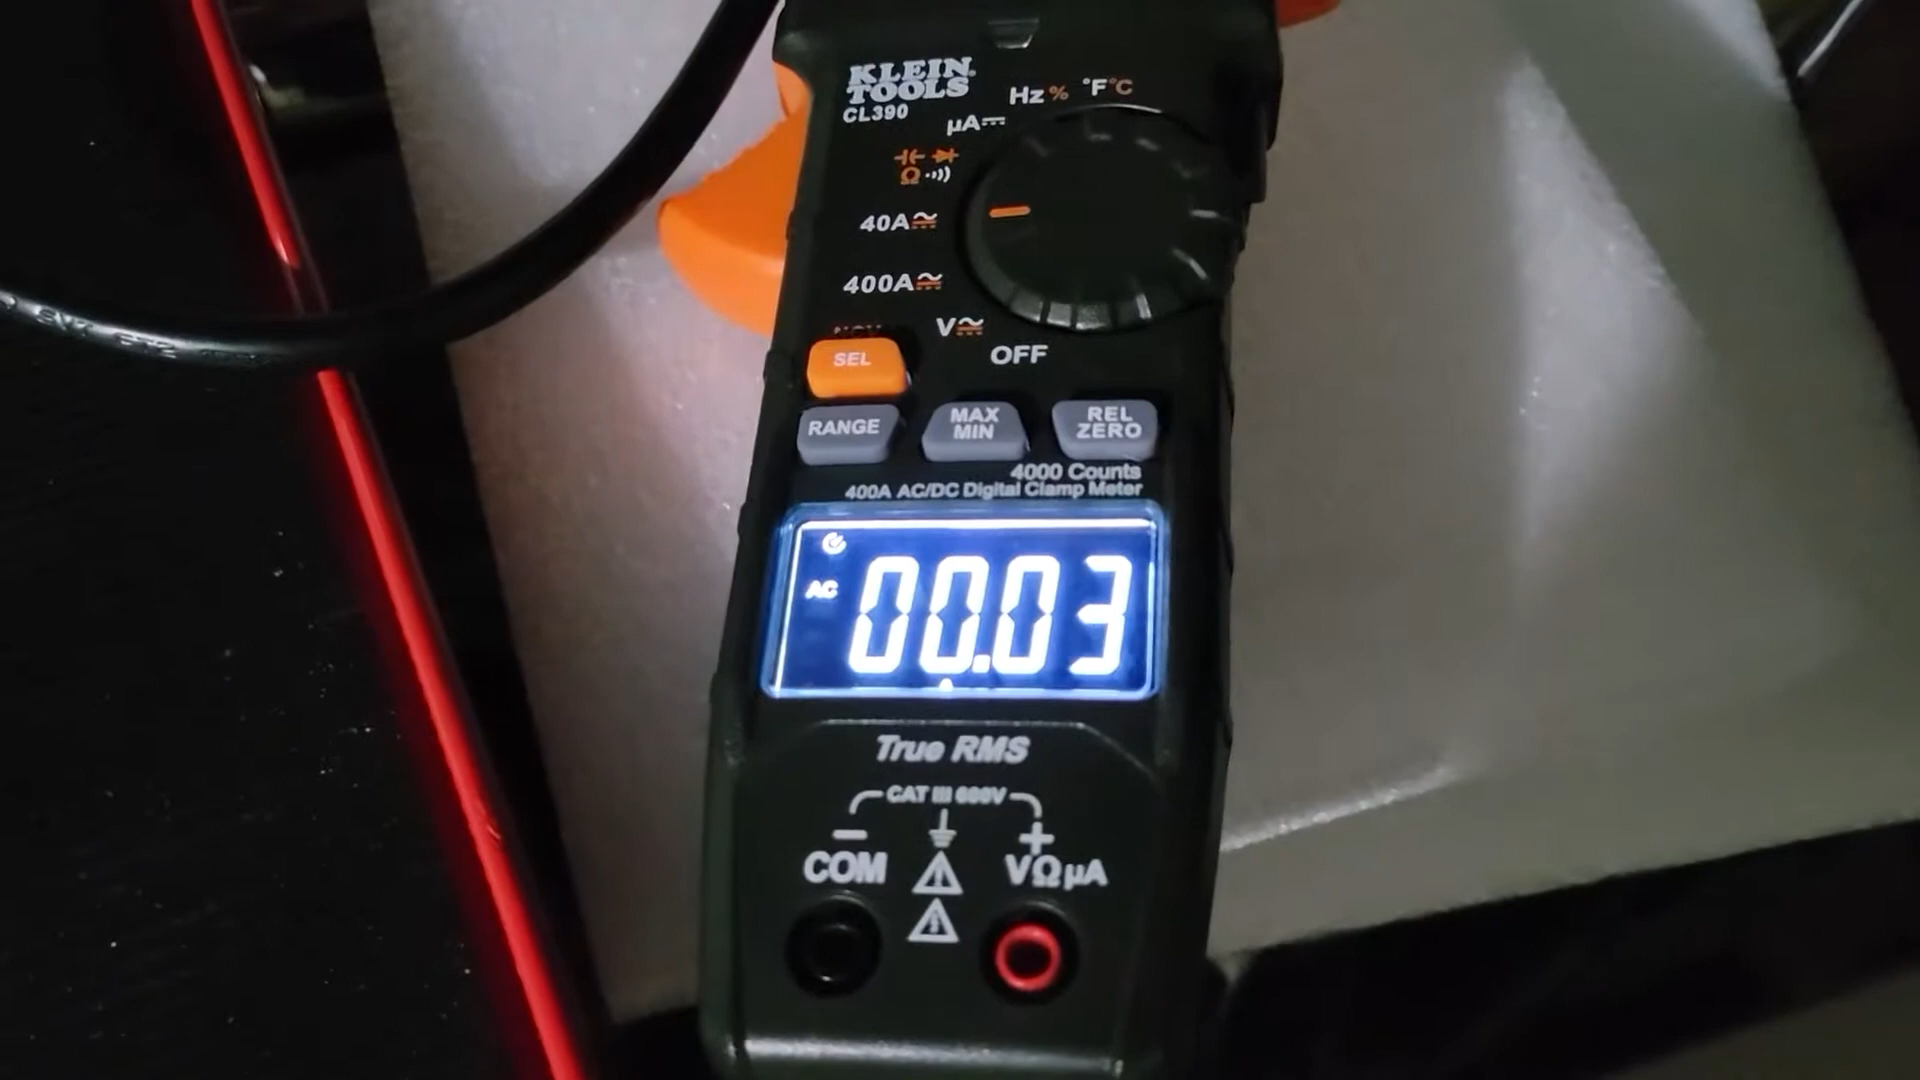 KLEIN
TOOLS
CL390
Hz % °F°C
µA
Ω
40A
400A
V
OFF
SEL
RANGE
MAX
MIN
REL
ZERO
4000 Counts
400A AC/DC Digital Clamp Meter
AC
00.03
True RMS
CAT III 600V
− +
COM
VΩµA